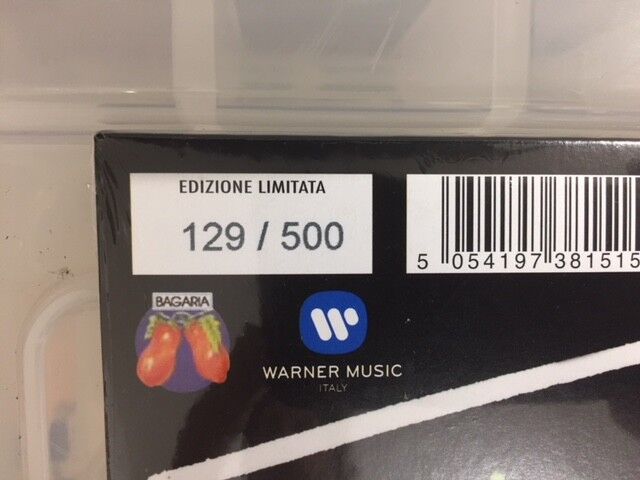 EDIZIONE LIMITATA
129 / 500
5 054197 381515
BAGARIA
WARNER MUSIC
ITALY